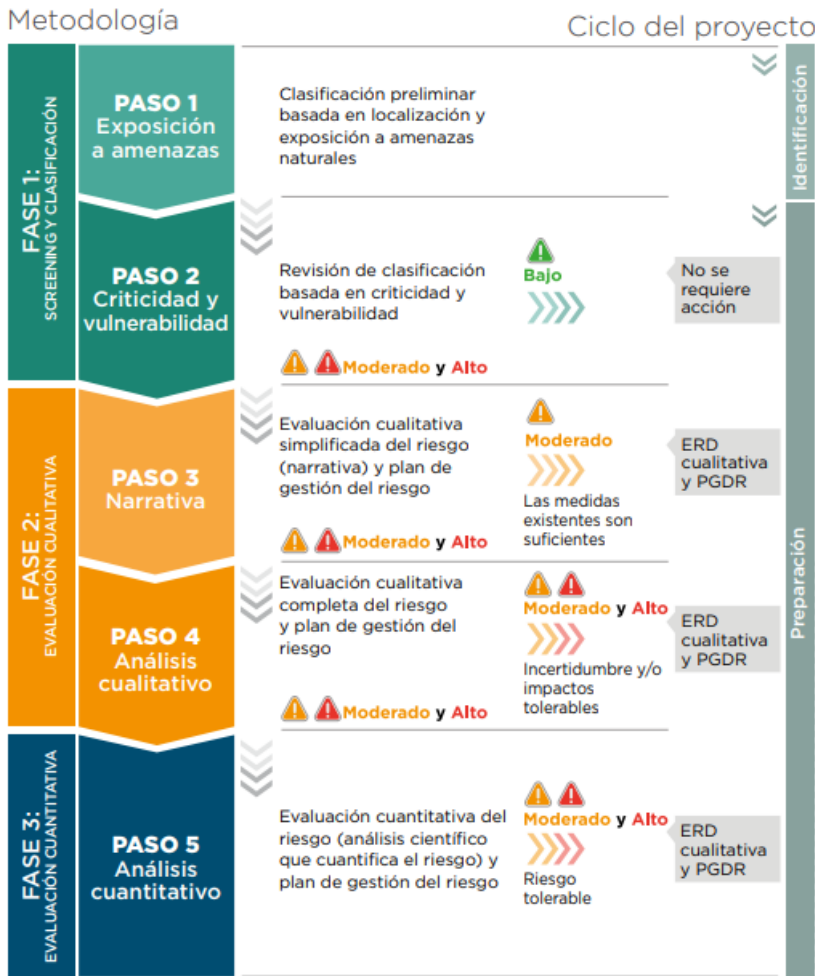 Metodología
Ciclo del proyecto
FASE 1:
SCREENING Y CLASIFICACIÓN
PASO 1
Exposición
a amenazas
Clasificación preliminar
basada en localización y
exposición a amenazas
naturales
Identificación
PASO 2
Criticidad y
vulnerabilidad
Revisión de clasificación
basada en criticidad y
vulnerabilidad
Bajo
No se
requiere
acción
Moderado y Alto
FASE 2:
EVALUACIÓN CUALITATIVA
PASO 3
Narrativa
Evaluación cualitativa
simplificada del riesgo
(narrativa) y plan de
gestión del riesgo
Moderado
Las medidas
existentes son
suficientes
ERD
cualitativa
y PGDR
Moderado y Alto
Preparación
PASO 4
Análisis
cualitativo
Evaluación cualitativa
completa del riesgo
y plan de gestión del
riesgo
Moderado y Alto
Incertidumbre y/o
impactos
tolerables
ERD
cualitativa
y PGDR
Moderado y Alto
FASE 3:
EVALUACIÓN CUANTITATIVA
PASO 5
Análisis
cuantitativo
Evaluación cuantitativa del
riesgo (análisis científico
que cuantifica el riesgo) y
plan de gestión del riesgo
Moderado y Alto
Riesgo
tolerable
ERD
cualitativa
y PGDR